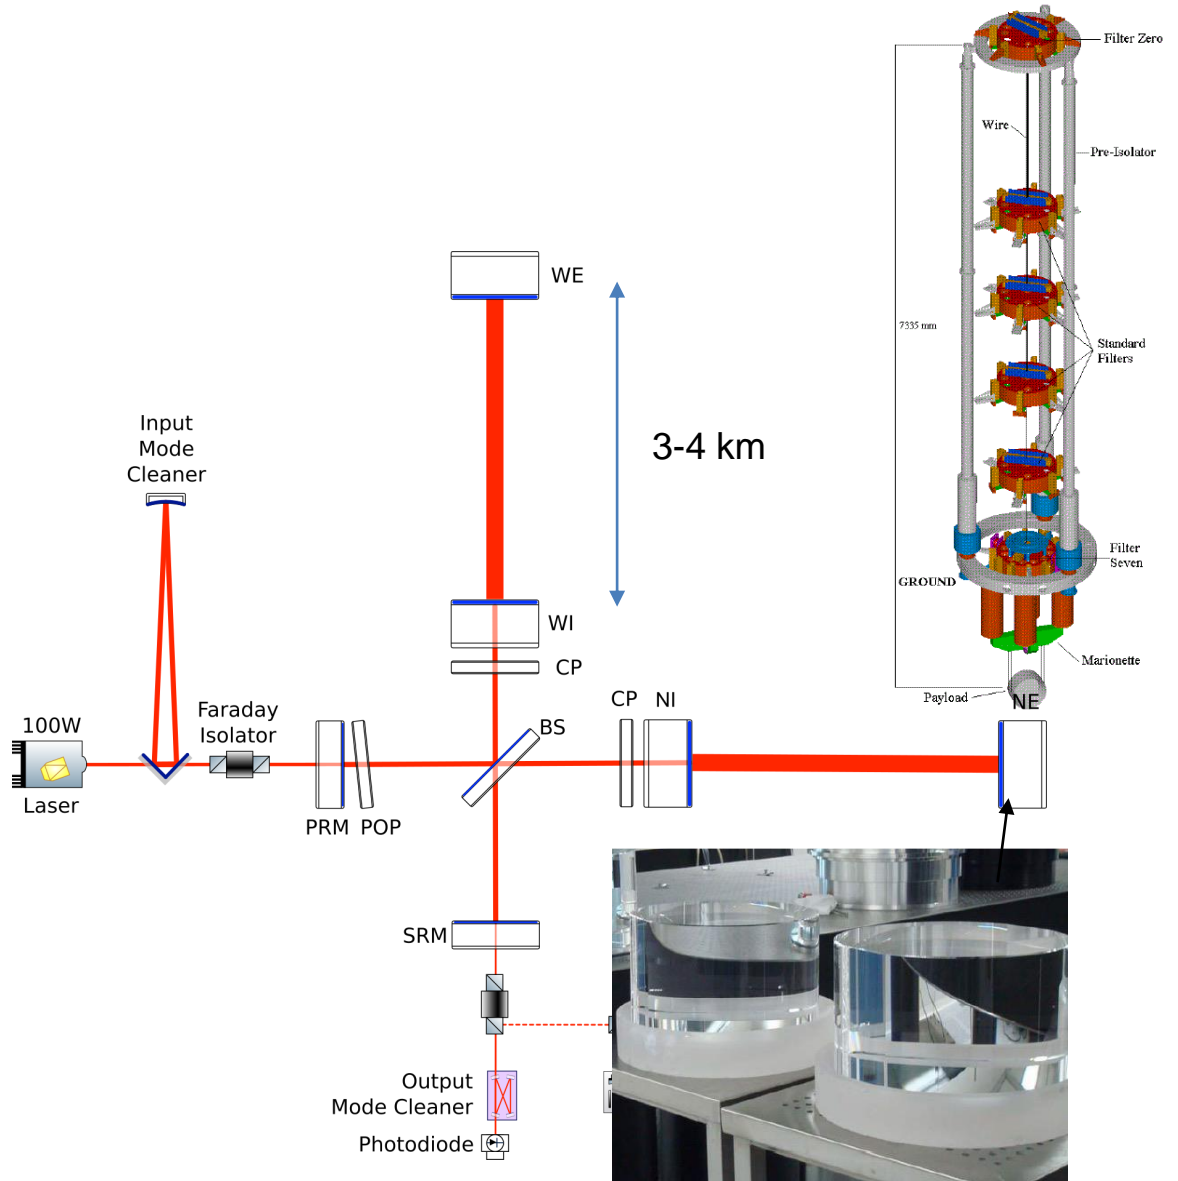 Filter Zero
Wire
Pre-Isolator
WE
7335 mm
Standard
Filters
3-4 km
Input
Mode
Cleaner
Filter
Seven
GROUND
WI
Marionette
CP
Payload
NE
CP
NI
Faraday
Isolator
100W
BS
Laser
PRM
POP
SRM
Output
Mode Cleaner
Photodiode